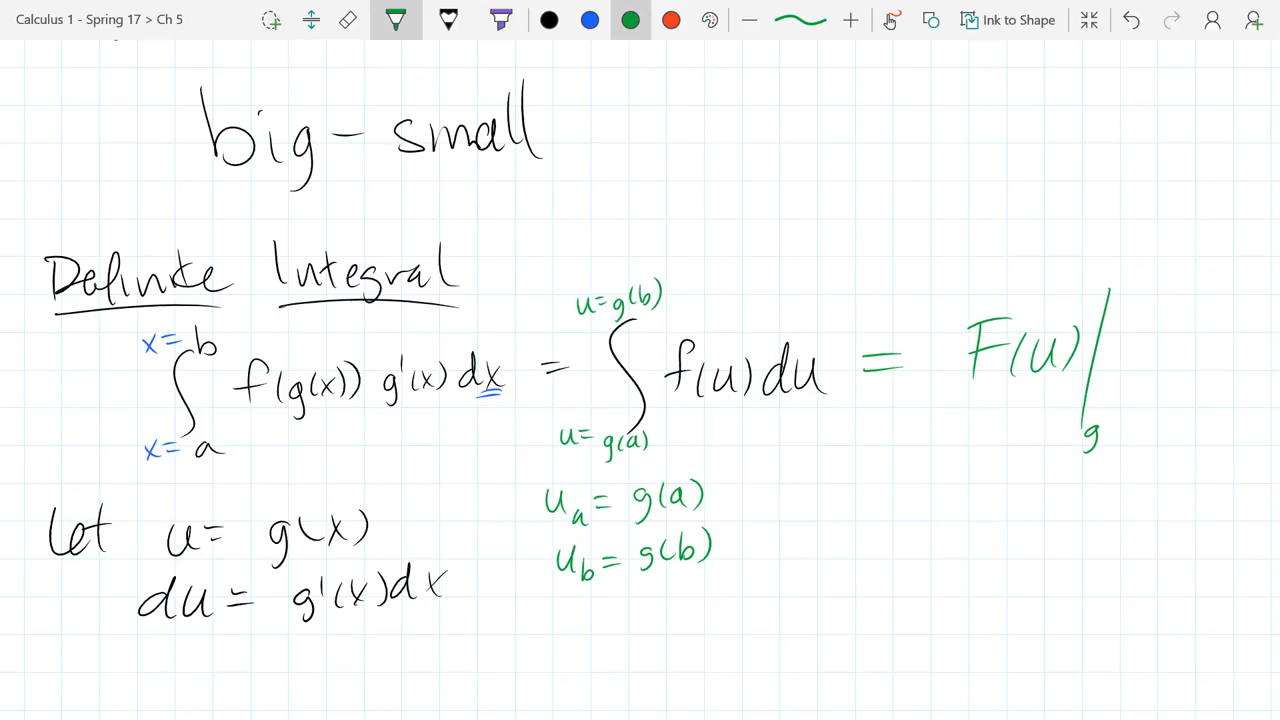 Calculus 1 - Spring 17 > Ch 5
Ink to Shape
big - small
Definite Integral
∫_{x=a}^{x=b} f(g(x)) g'(x) dx = ∫_{u=g(a)}^{u=g(b)} f(u) du = F(u)|_g
u_a = g(a)
u_b = g(b)
Let u = g(x)
du = g'(x) dx